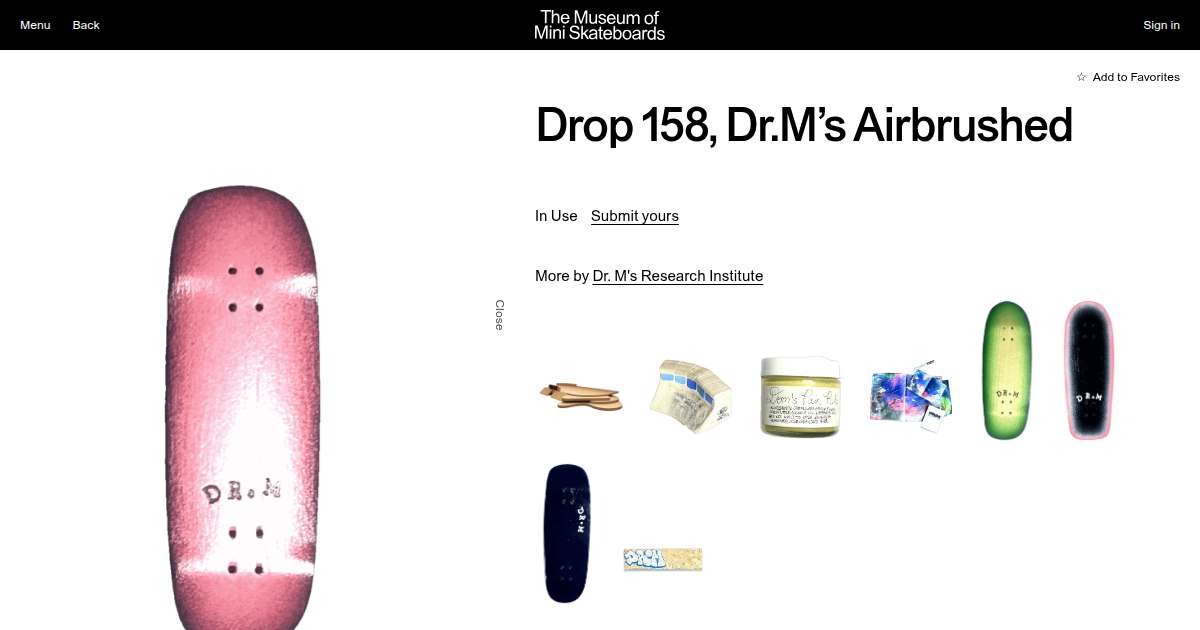 Menu
Back
The Museum of
Mini Skateboards
Sign in
☆ Add to Favorites
Drop 158, Dr.M’s Airbrushed
In Use
Submit yours
More by Dr. M's Research Institute
Close
DR.M
DR.M
DR.M
DR.M